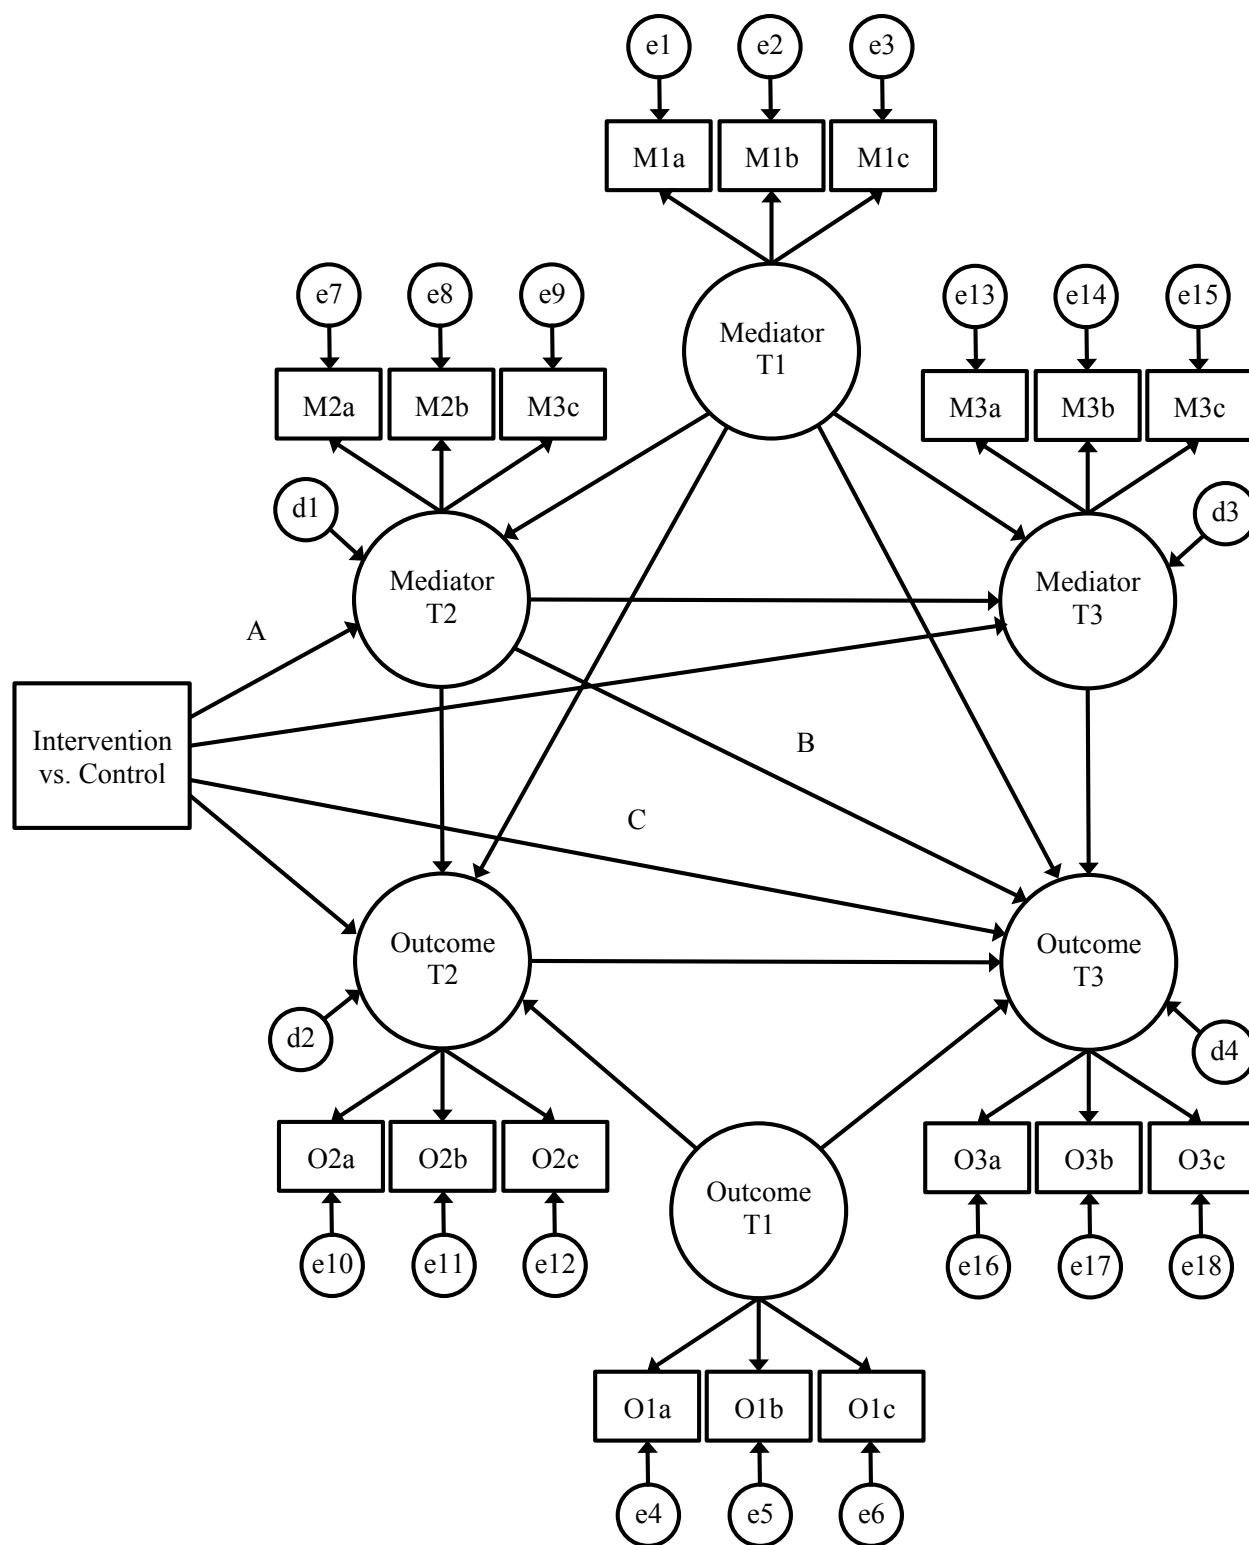 e1
e2
e3
M1a
M1b
M1c
e7
e8
e9
e13
e14
e15
Mediator
T1
M2a
M2b
M3c
M3a
M3b
M3c
d1
d3
Mediator
T2
Mediator
T3
A
Intervention
vs. Control
B
C
Outcome
T2
Outcome
T3
d2
d4
O2a
O2b
O2c
O3a
O3b
O3c
Outcome
T1
e10
e11
e12
e16
e17
e18
O1a
O1b
O1c
e4
e5
e6